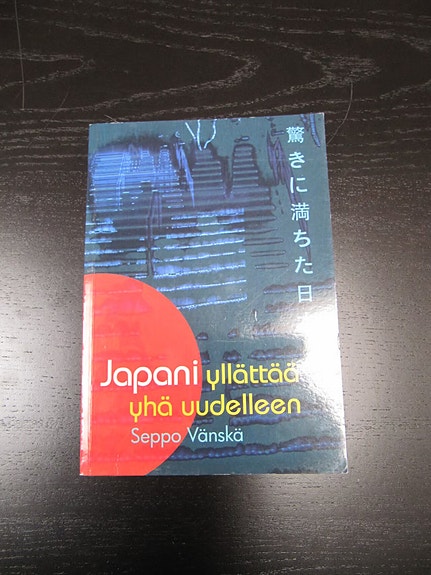 驚きに満ちた日
Japani yllättää
yhä uudelleen
Seppo Vänskä